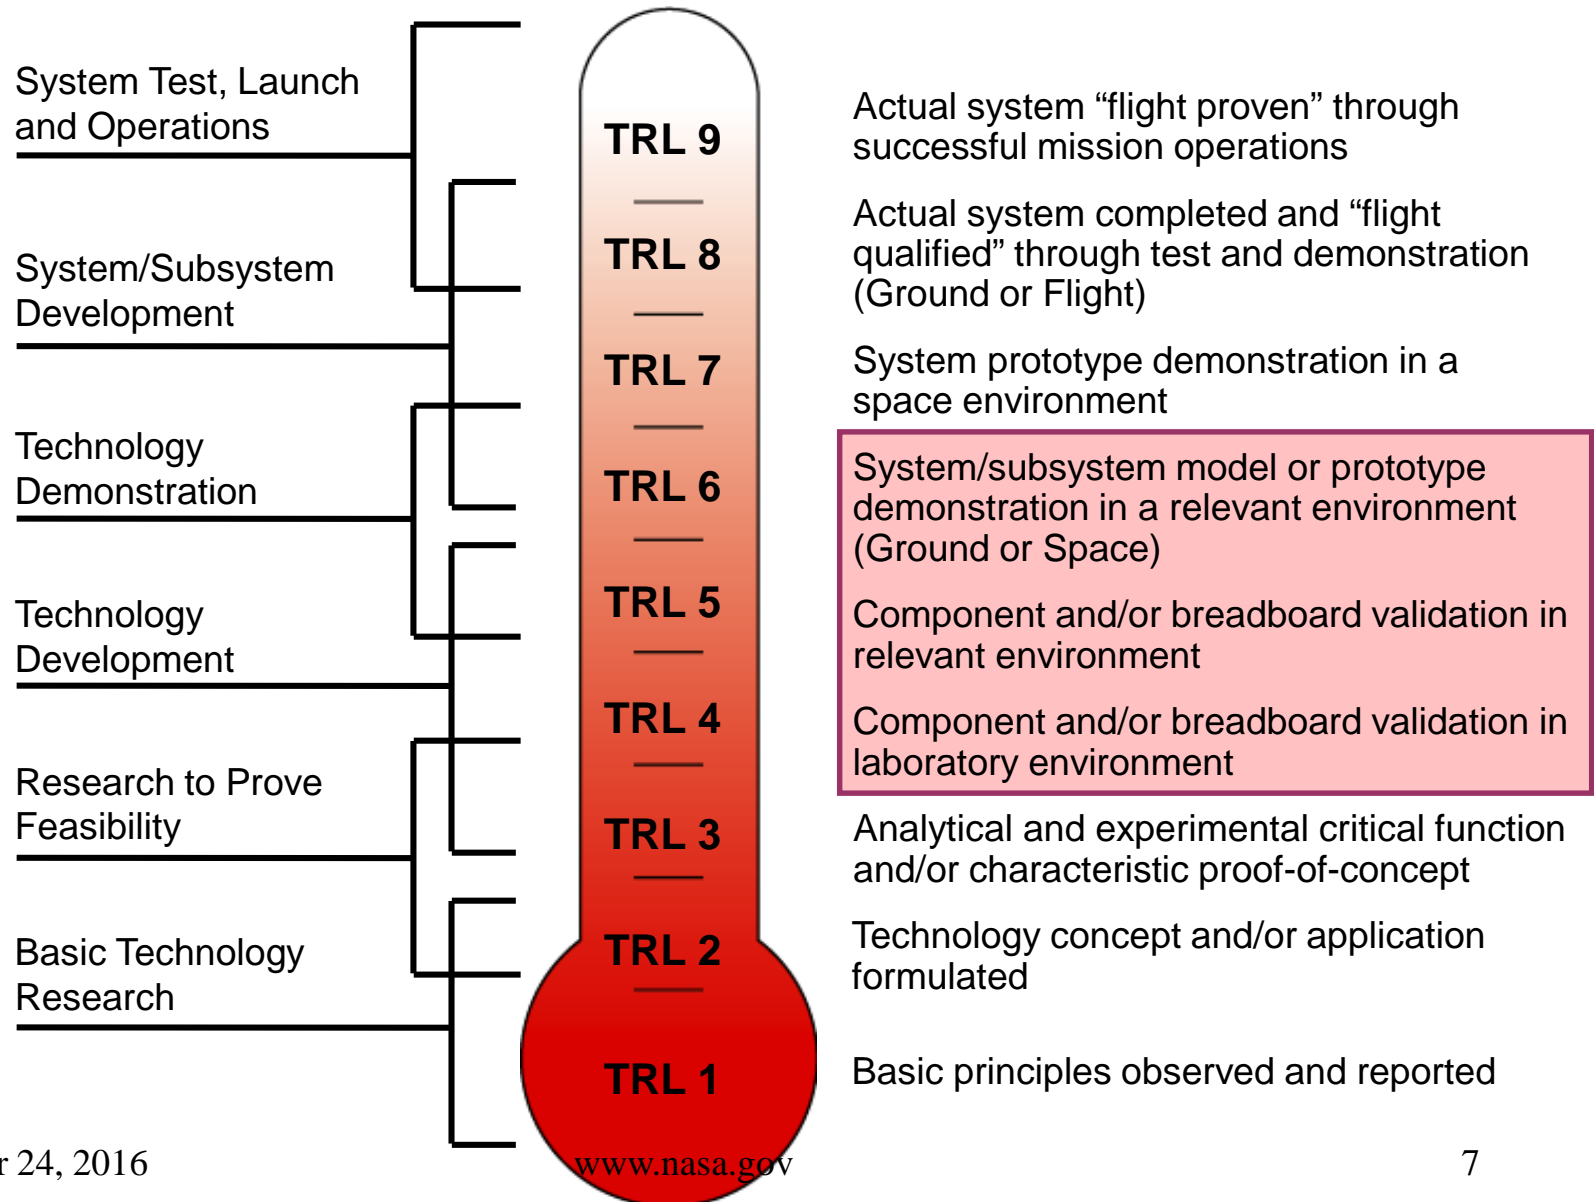 System Test, Launch
and Operations
System/Subsystem
Development
Technology
Demonstration
Technology
Development
Research to Prove
Feasibility
Basic Technology
Research
TRL 9
TRL 8
TRL 7
TRL 6
TRL 5
TRL 4
TRL 3
TRL 2
TRL 1
Actual system “flight proven” through
successful mission operations
Actual system completed and “flight
qualified” through test and demonstration
(Ground or Flight)
System prototype demonstration in a
space environment
System/subsystem model or prototype
demonstration in a relevant environment
(Ground or Space)
Component and/or breadboard validation in
relevant environment
Component and/or breadboard validation in
laboratory environment
Analytical and experimental critical function
and/or characteristic proof-of-concept
Technology concept and/or application
formulated
Basic principles observed and reported
r 24, 2016
www.nasa.gov
7